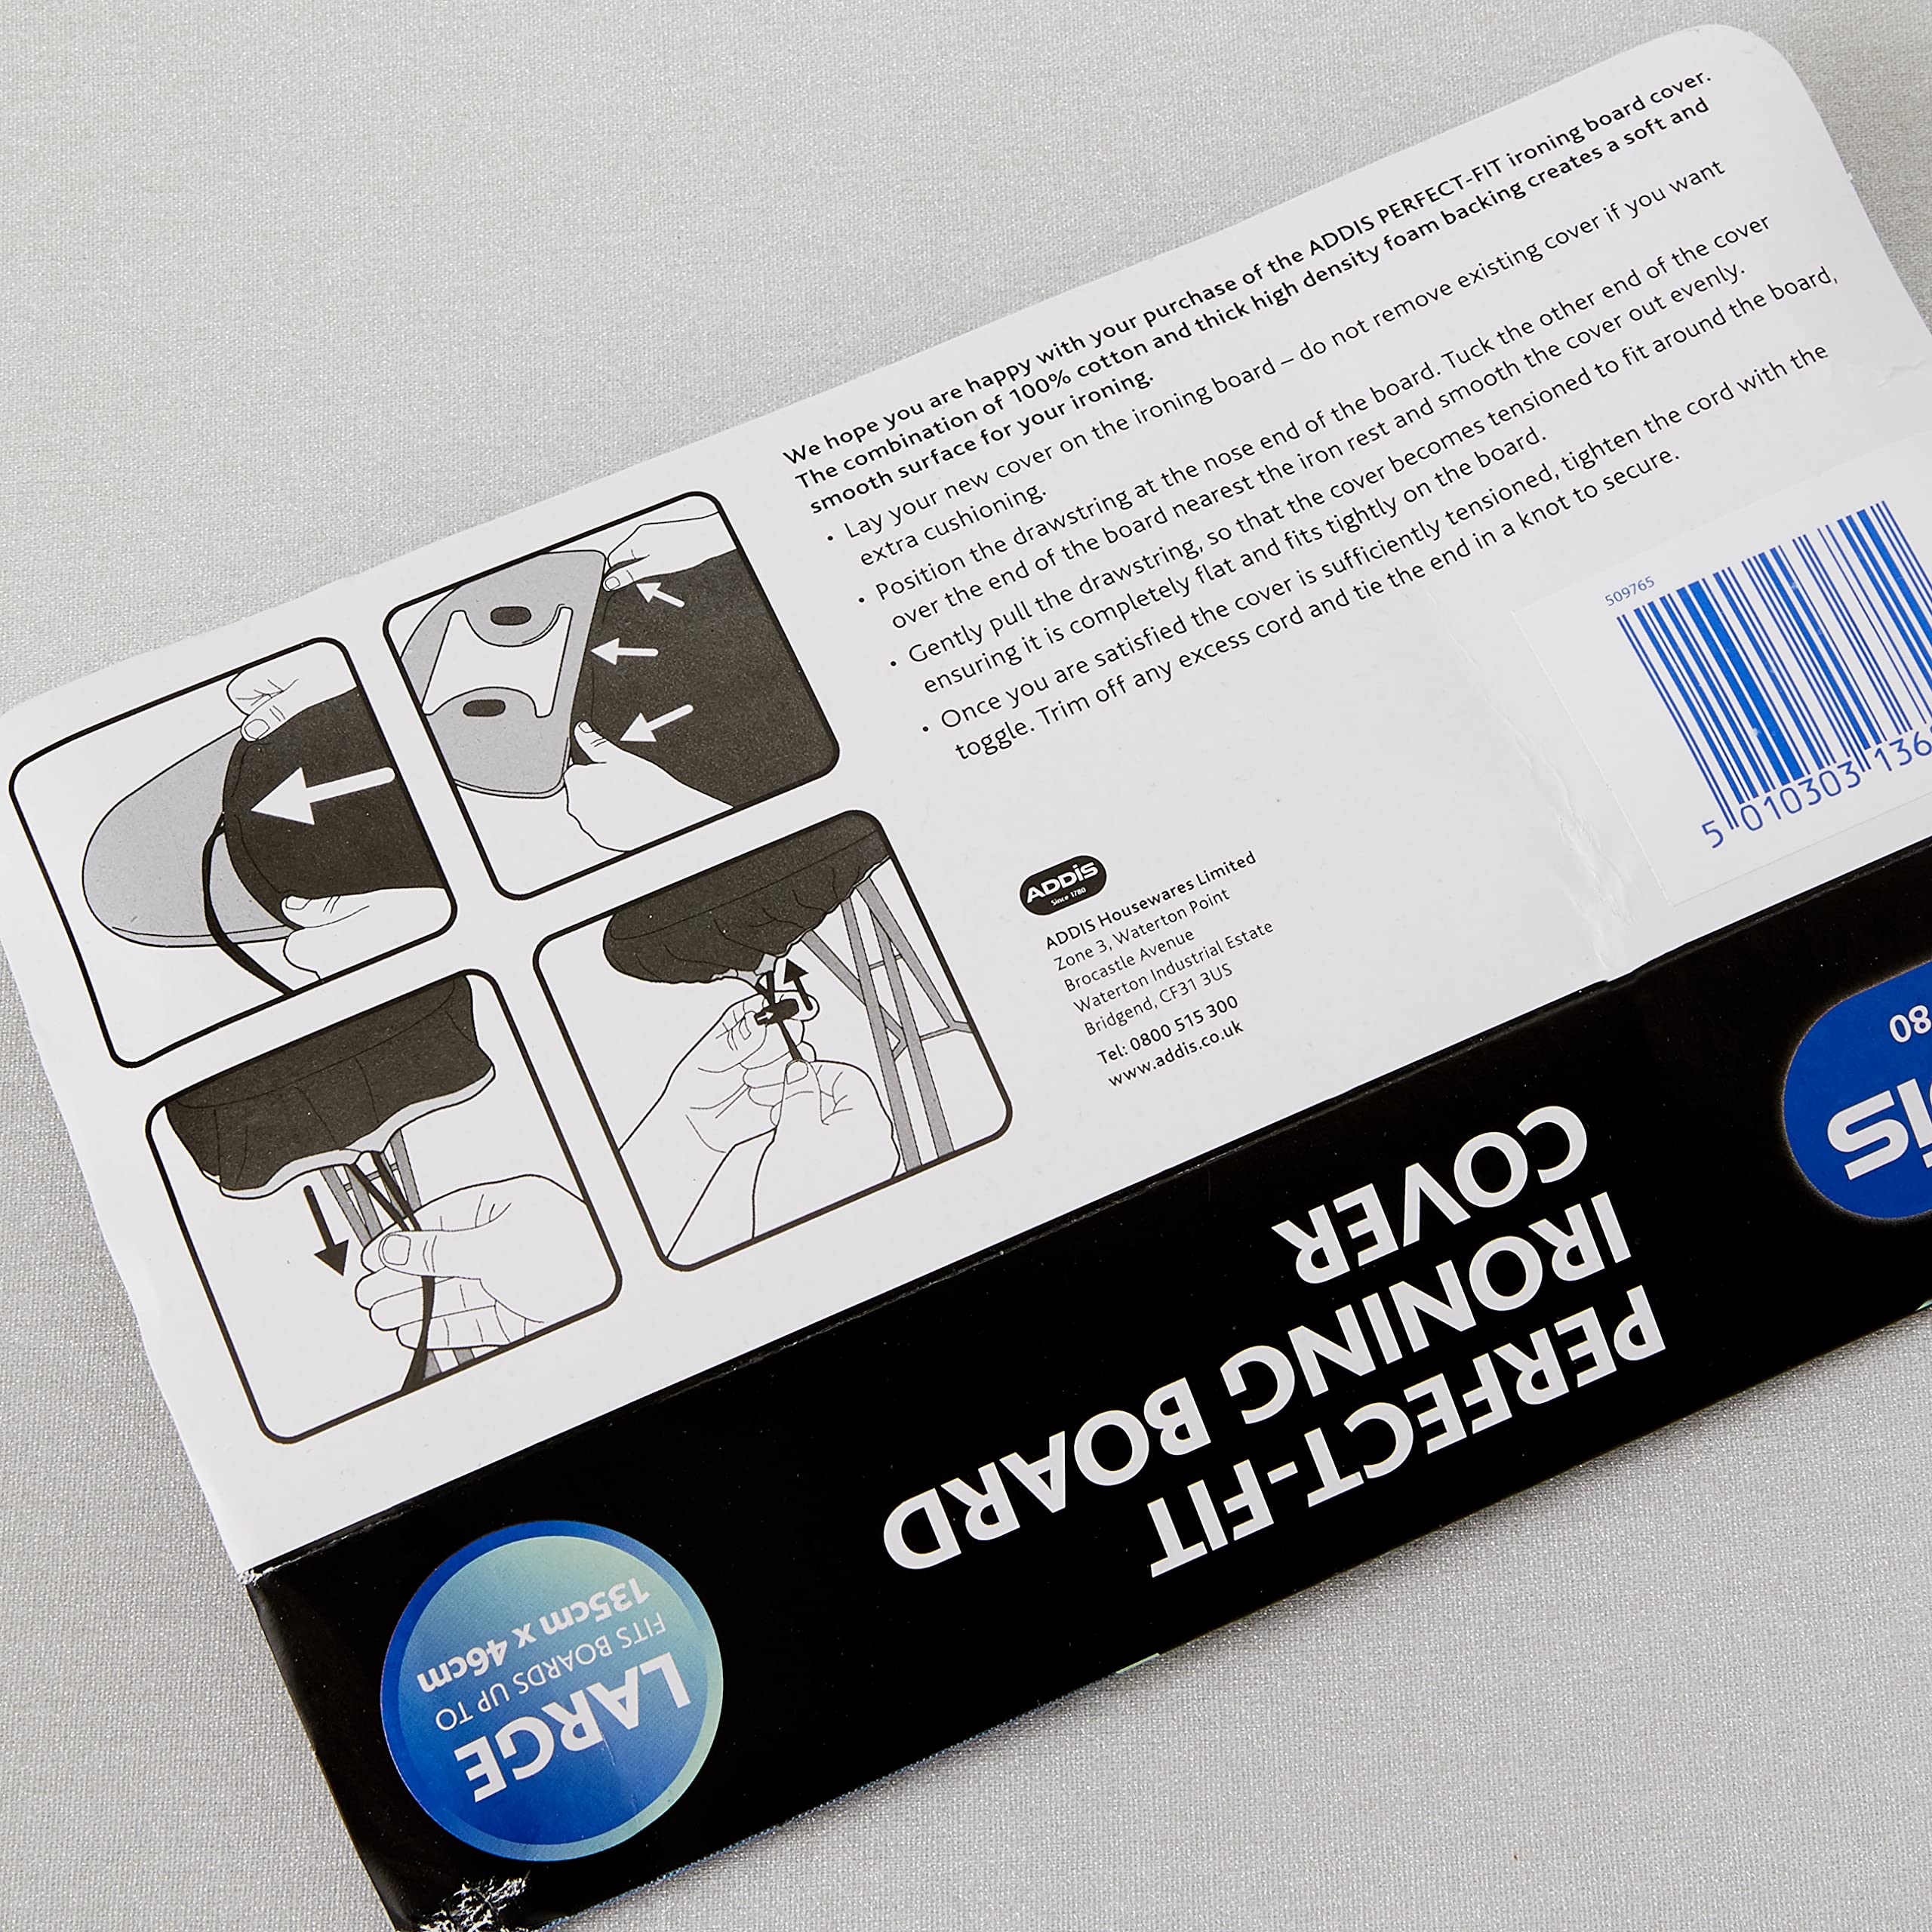 We hope you are happy with your purchase of the ADDIS PERFECT-FIT ironing board cover.
The combination of 100% cotton and thick high density foam backing creates a soft and
smooth surface for your ironing.
• Lay your new cover on the ironing board – do not remove existing cover if you want
extra cushioning.
• Position the drawstring at the nose end of the board. Tuck the other end of the cover
over the end of the board nearest the iron rest and smooth the cover out evenly.
• Gently pull the drawstring, so that the cover becomes tensioned to fit around the board,
ensuring it is completely flat and fits tightly on the board.
• Once you are satisfied the cover is sufficiently tensioned, tighten the cord with the
toggle. Trim off any excess cord and tie the end in a knot to secure.
509765
5 010303 136
ADDIS
Since 1780
ADDIS Housewares Limited
Zone 3, Waterton Point
Brocastle Avenue
Waterton Industrial Estate
Bridgend, CF31 3US
Tel: 0800 515 300
www.addis.co.uk
PERFECT-FIT
IRONING BOARD
COVER
LARGE
FITS BOARDS UP TO
135cm x 46cm